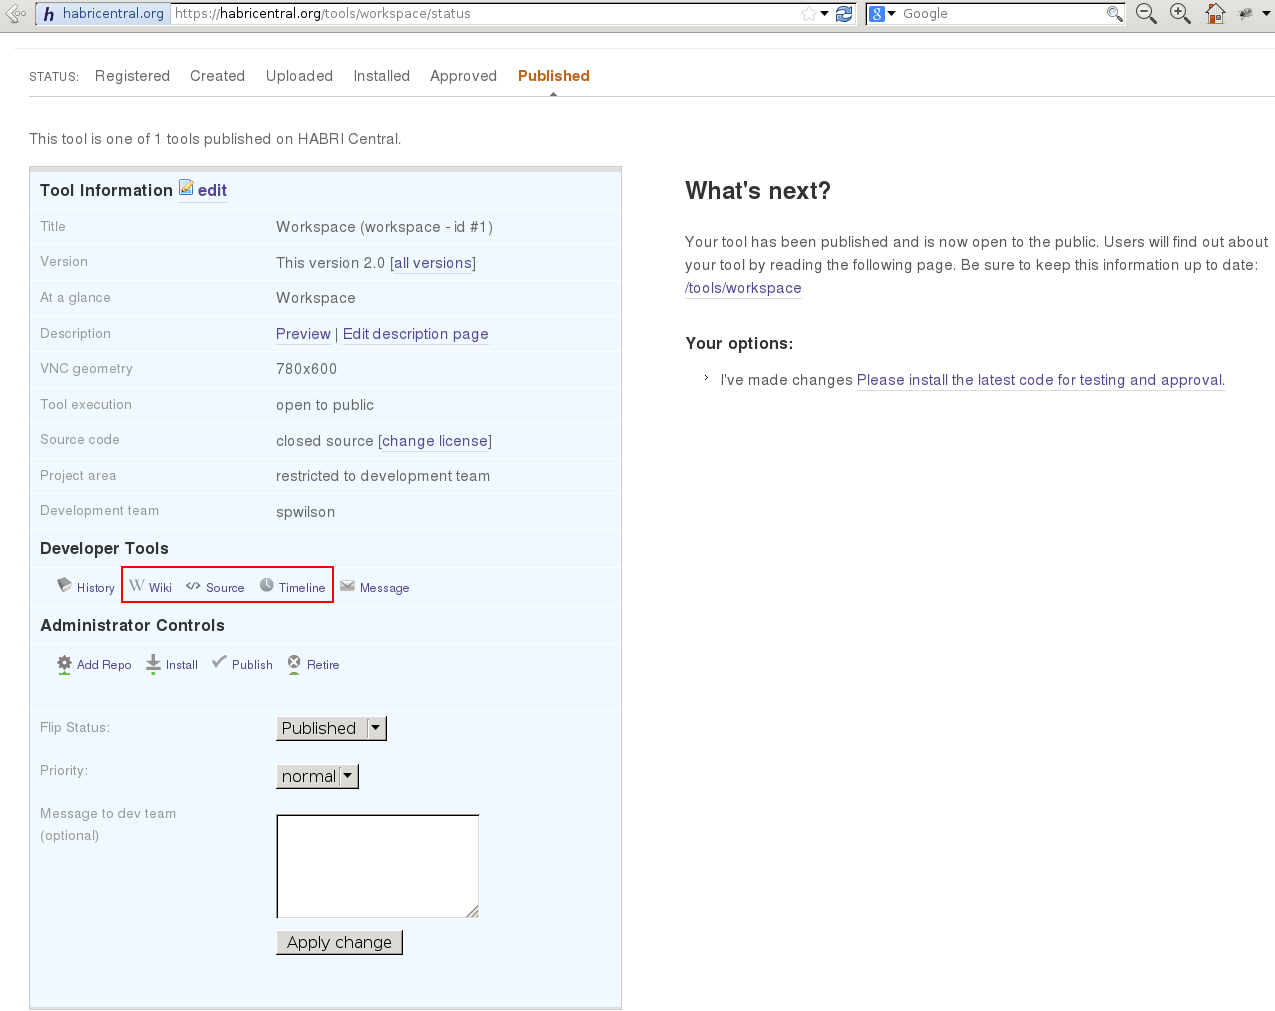 habricentral.org https://habricentral.org/tools/workspace/status Google
STATUS: Registered Created Uploaded Installed Approved Published
This tool is one of 1 tools published on HABRI Central.
Tool Information edit
Title Workspace (workspace - id #1)
Version This version 2.0 [all versions]
At a glance Workspace
Description Preview | Edit description page
VNC geometry 780x600
Tool execution open to public
Source code closed source [change license]
Project area restricted to development team
Development team spwilson
Developer Tools
History Wiki Source Timeline Message
Administrator Controls
Add Repo Install Publish Retire
Flip Status: Published
Priority: normal
Message to dev team
(optional)
Apply change
What's next?
Your tool has been published and is now open to the public. Users will find out about
your tool by reading the following page. Be sure to keep this information up to date:
/tools/workspace
Your options:
I've made changes Please install the latest code for testing and approval.